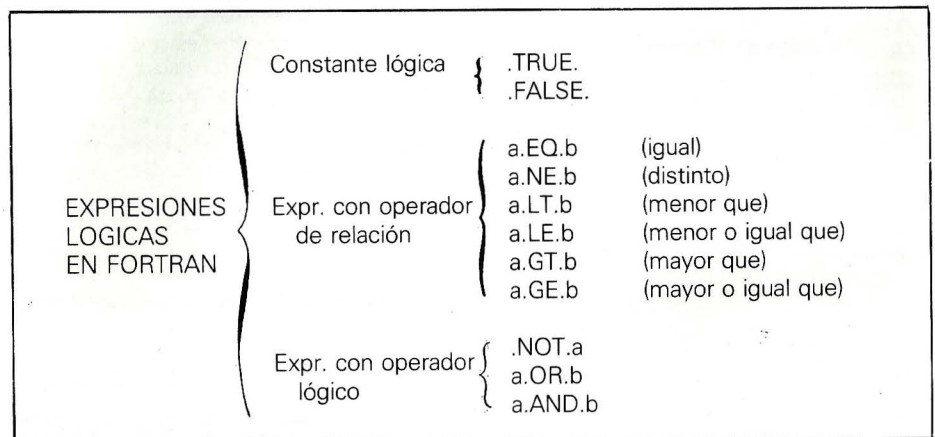 Constante lógica
.TRUE.
.FALSE.
EXPRESIONES
LOGICAS
EN FORTRAN
Expr. con operador
de relación
a.EQ.b (igual)
a.NE.b (distinto)
a.LT.b (menor que)
a.LE.b (menor o igual que)
a.GT.b (mayor que)
a.GE.b (mayor o igual que)
Expr. con operador
lógico
.NOT.a
a.OR.b
a.AND.b